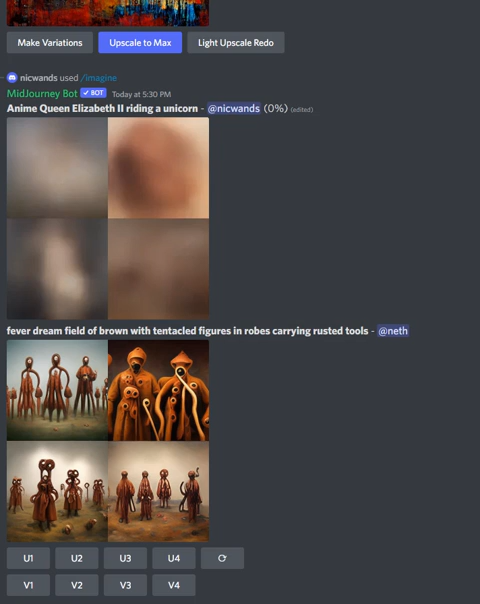 Make Variations Upscale to Max Light Upscale Redo
nicwands used /imagine
MidJourney Bot ✓ BOT Today at 5:30 PM
Anime Queen Elizabeth II riding a unicorn - @nicwands (0%) (edited)
fever dream field of brown with tentacled figures in robes carrying rusted tools - @neth
U1 U2 U3 U4
V1 V2 V3 V4